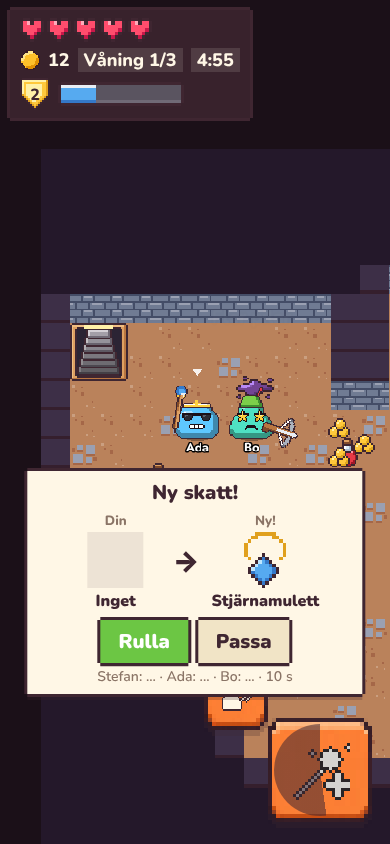 12 Våning 1/3 4:55
2
Ada Bo
Ny skatt!
Din Ny!
Inget Stjärnamulett
Rulla Passa
Stefan: ... · Ada: ... · Bo: ... · 10 s